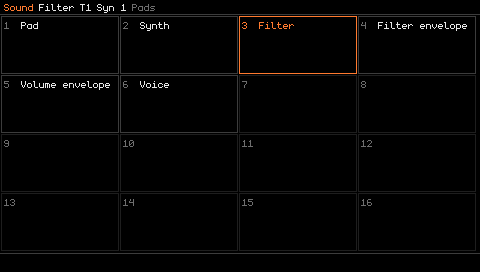 Sound Filter T1 Syn 1 Pads
1 Pad 2 Synth 3 Filter 4 Filter envelope
5 Volume envelope 6 Voice 7 8
9 10 11 12
13 14 15 16